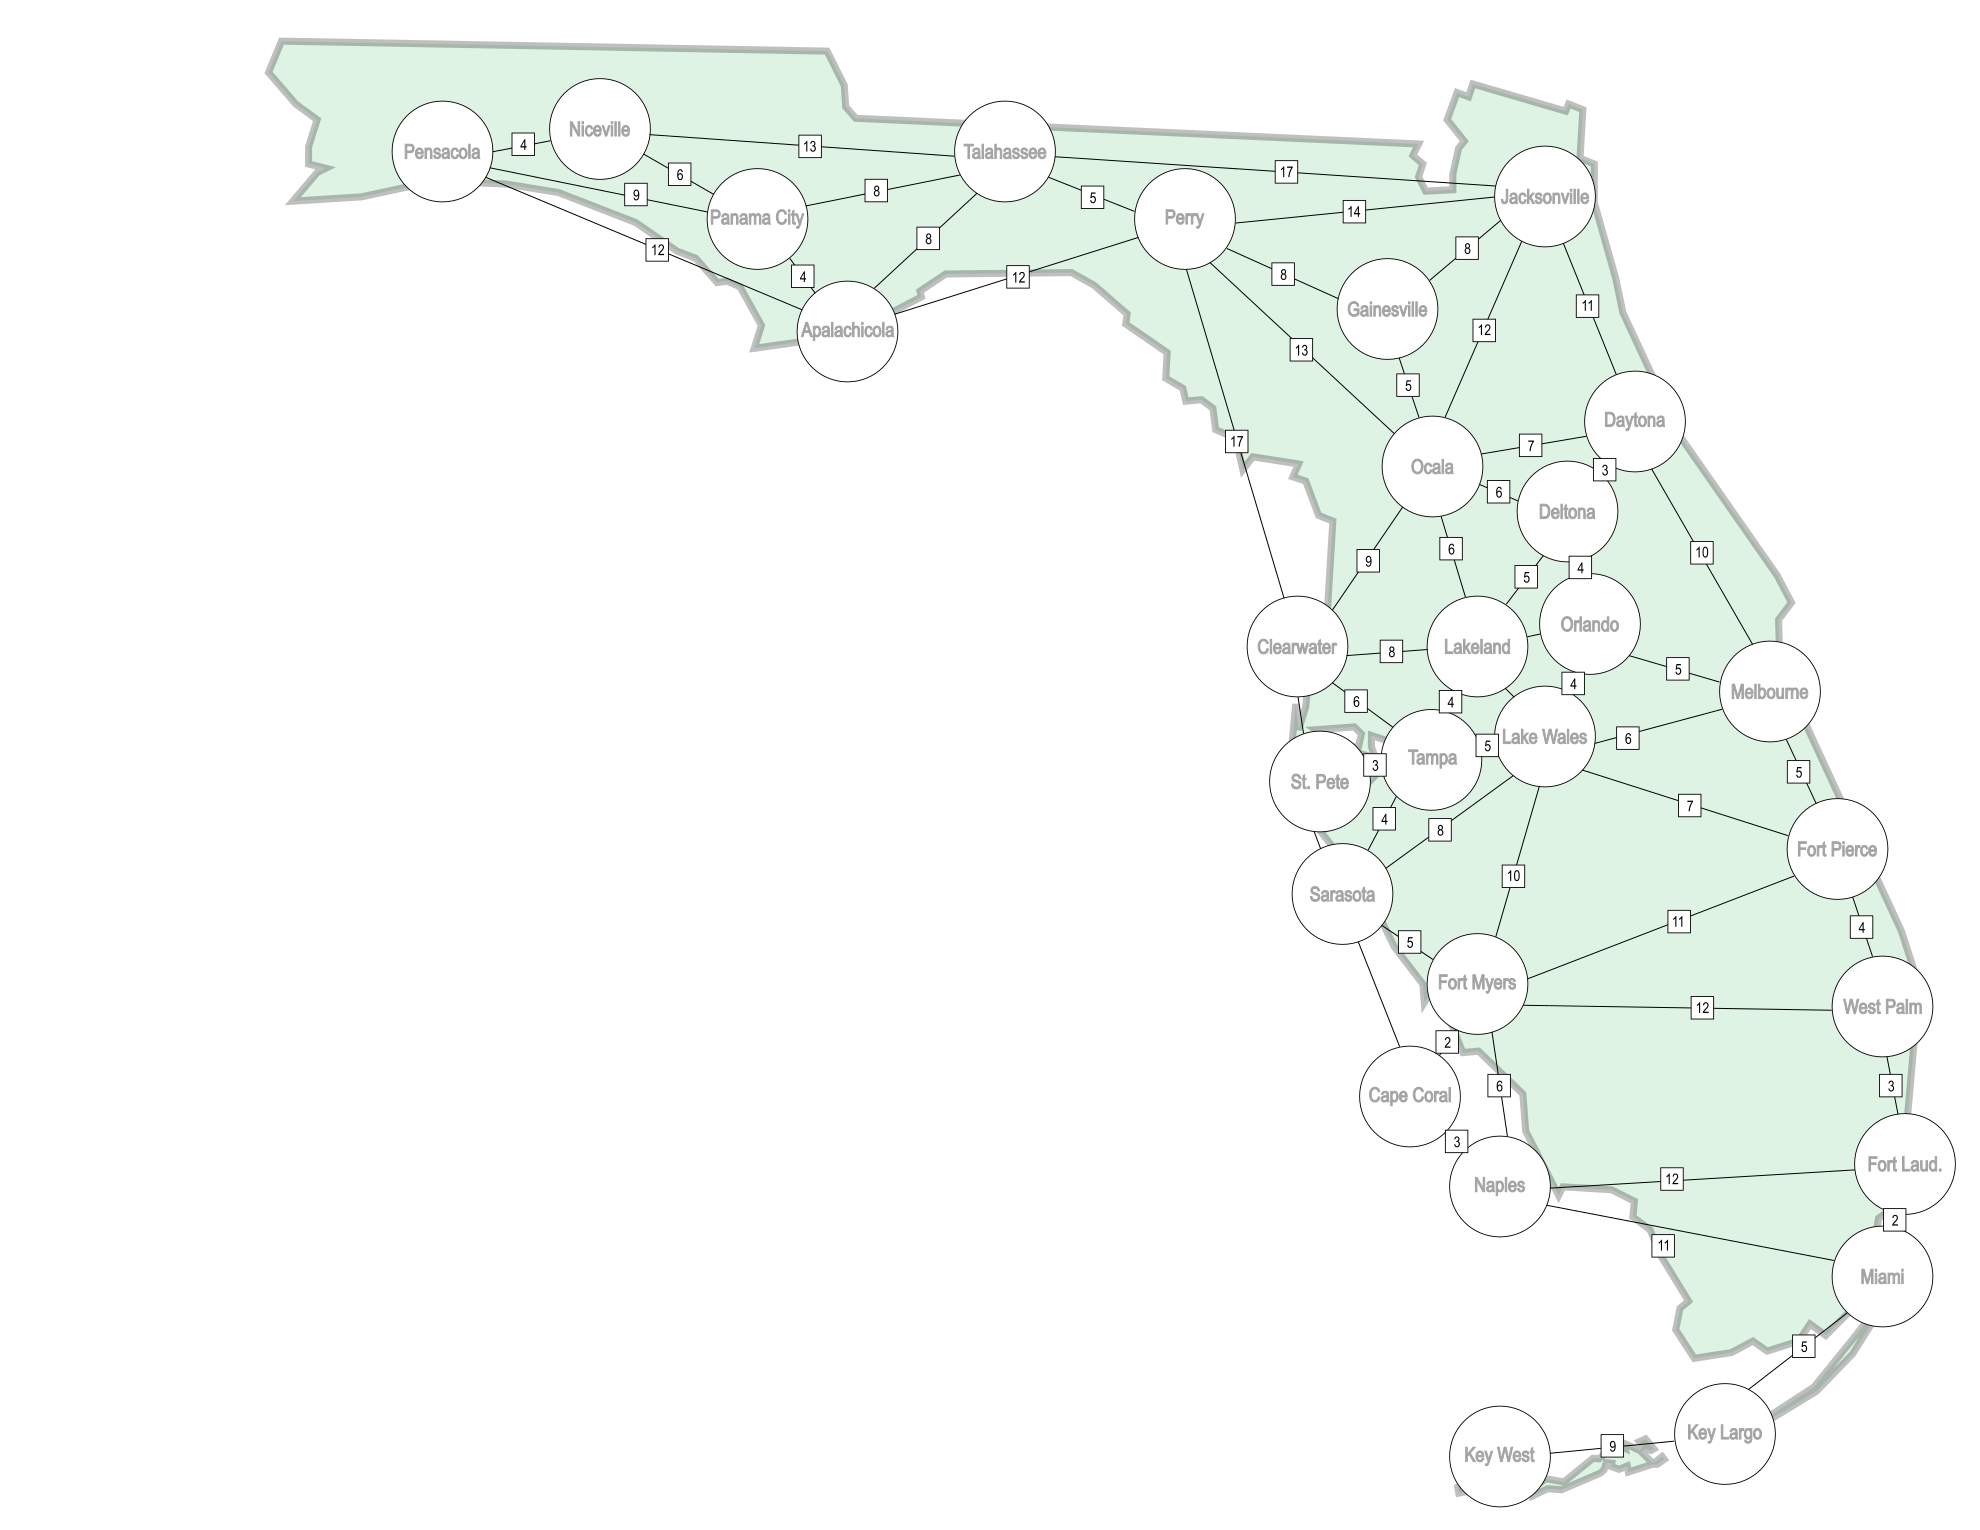 Niceville
4
13
Pensacola
Talahassee
6
17
9
8
5
Jacksonville
Panama City
Perry
14
12
8
8
4
12
8
Gainesville
11
Apalachicola
12
13
5
Daytona
17
7
Ocala
3
6
Deltona
6
10
9
4
5
Orlando
Clearwater
Lakeland
8
5
4
Melbourne
6
4
Lake Wales
6
5
Tampa
3
5
St. Pete
7
4
8
Fort Pierce
10
Sarasota
11
4
5
Fort Myers
12
West Palm
2
6
3
Cape Coral
3
Fort Laud.
12
Naples
2
11
Miami
5
Key Largo
9
Key West